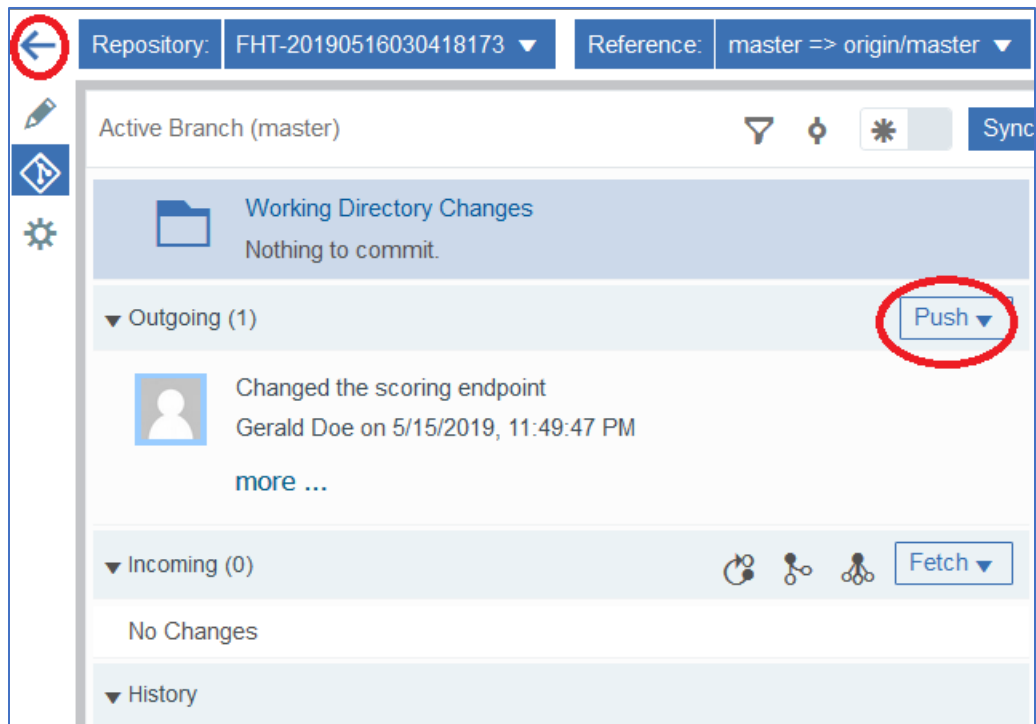 Repository: FHT-20190516030418173 Reference: master => origin/master
Active Branch (master) Sync
Working Directory Changes
Nothing to commit.
Outgoing (1) Push
Changed the scoring endpoint
Gerald Doe on 5/15/2019, 11:49:47 PM
more ...
Incoming (0) Fetch
No Changes
History